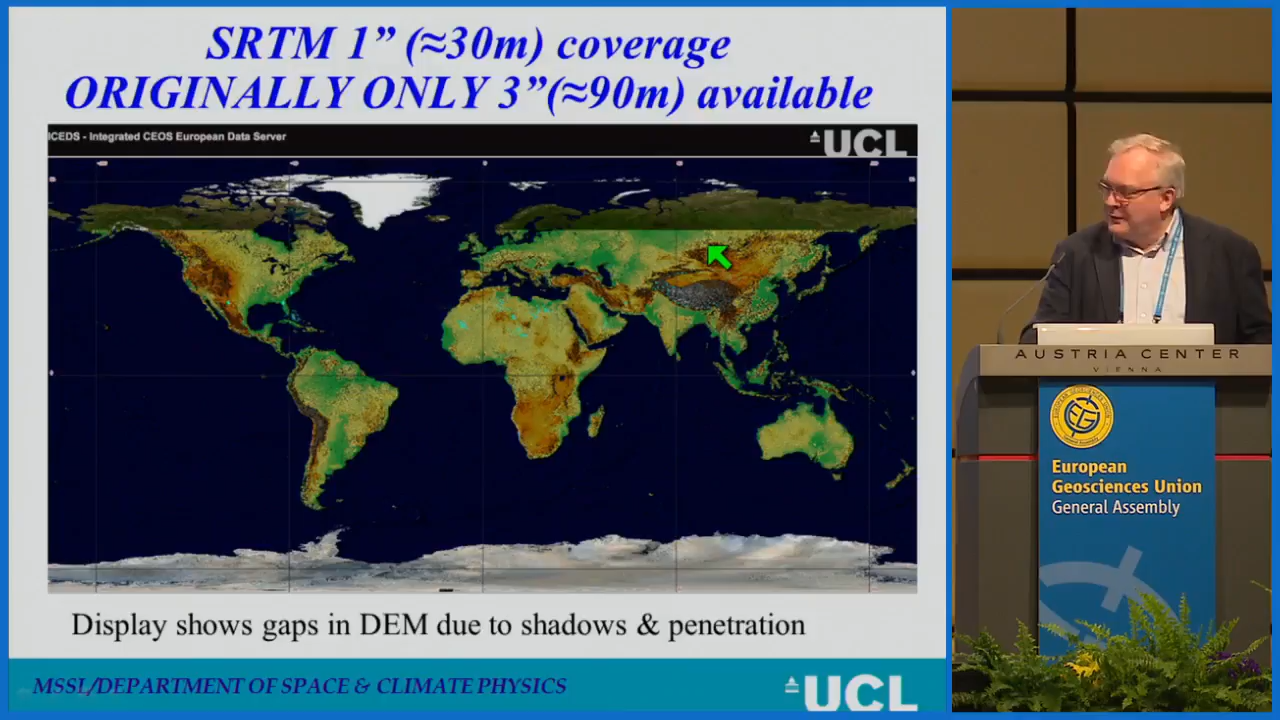 SRTM 1” (≈30m) coverage
ORIGINALLY ONLY 3”(≈90m) available
ICEDS - Integrated CEOS European Data Server
UCL
Display shows gaps in DEM due to shadows & penetration
MSSL/DEPARTMENT OF SPACE & CLIMATE PHYSICS
UCL
AUSTRIA CENTER
VIENNA
EGU
European
Geosciences Union
General Assembly